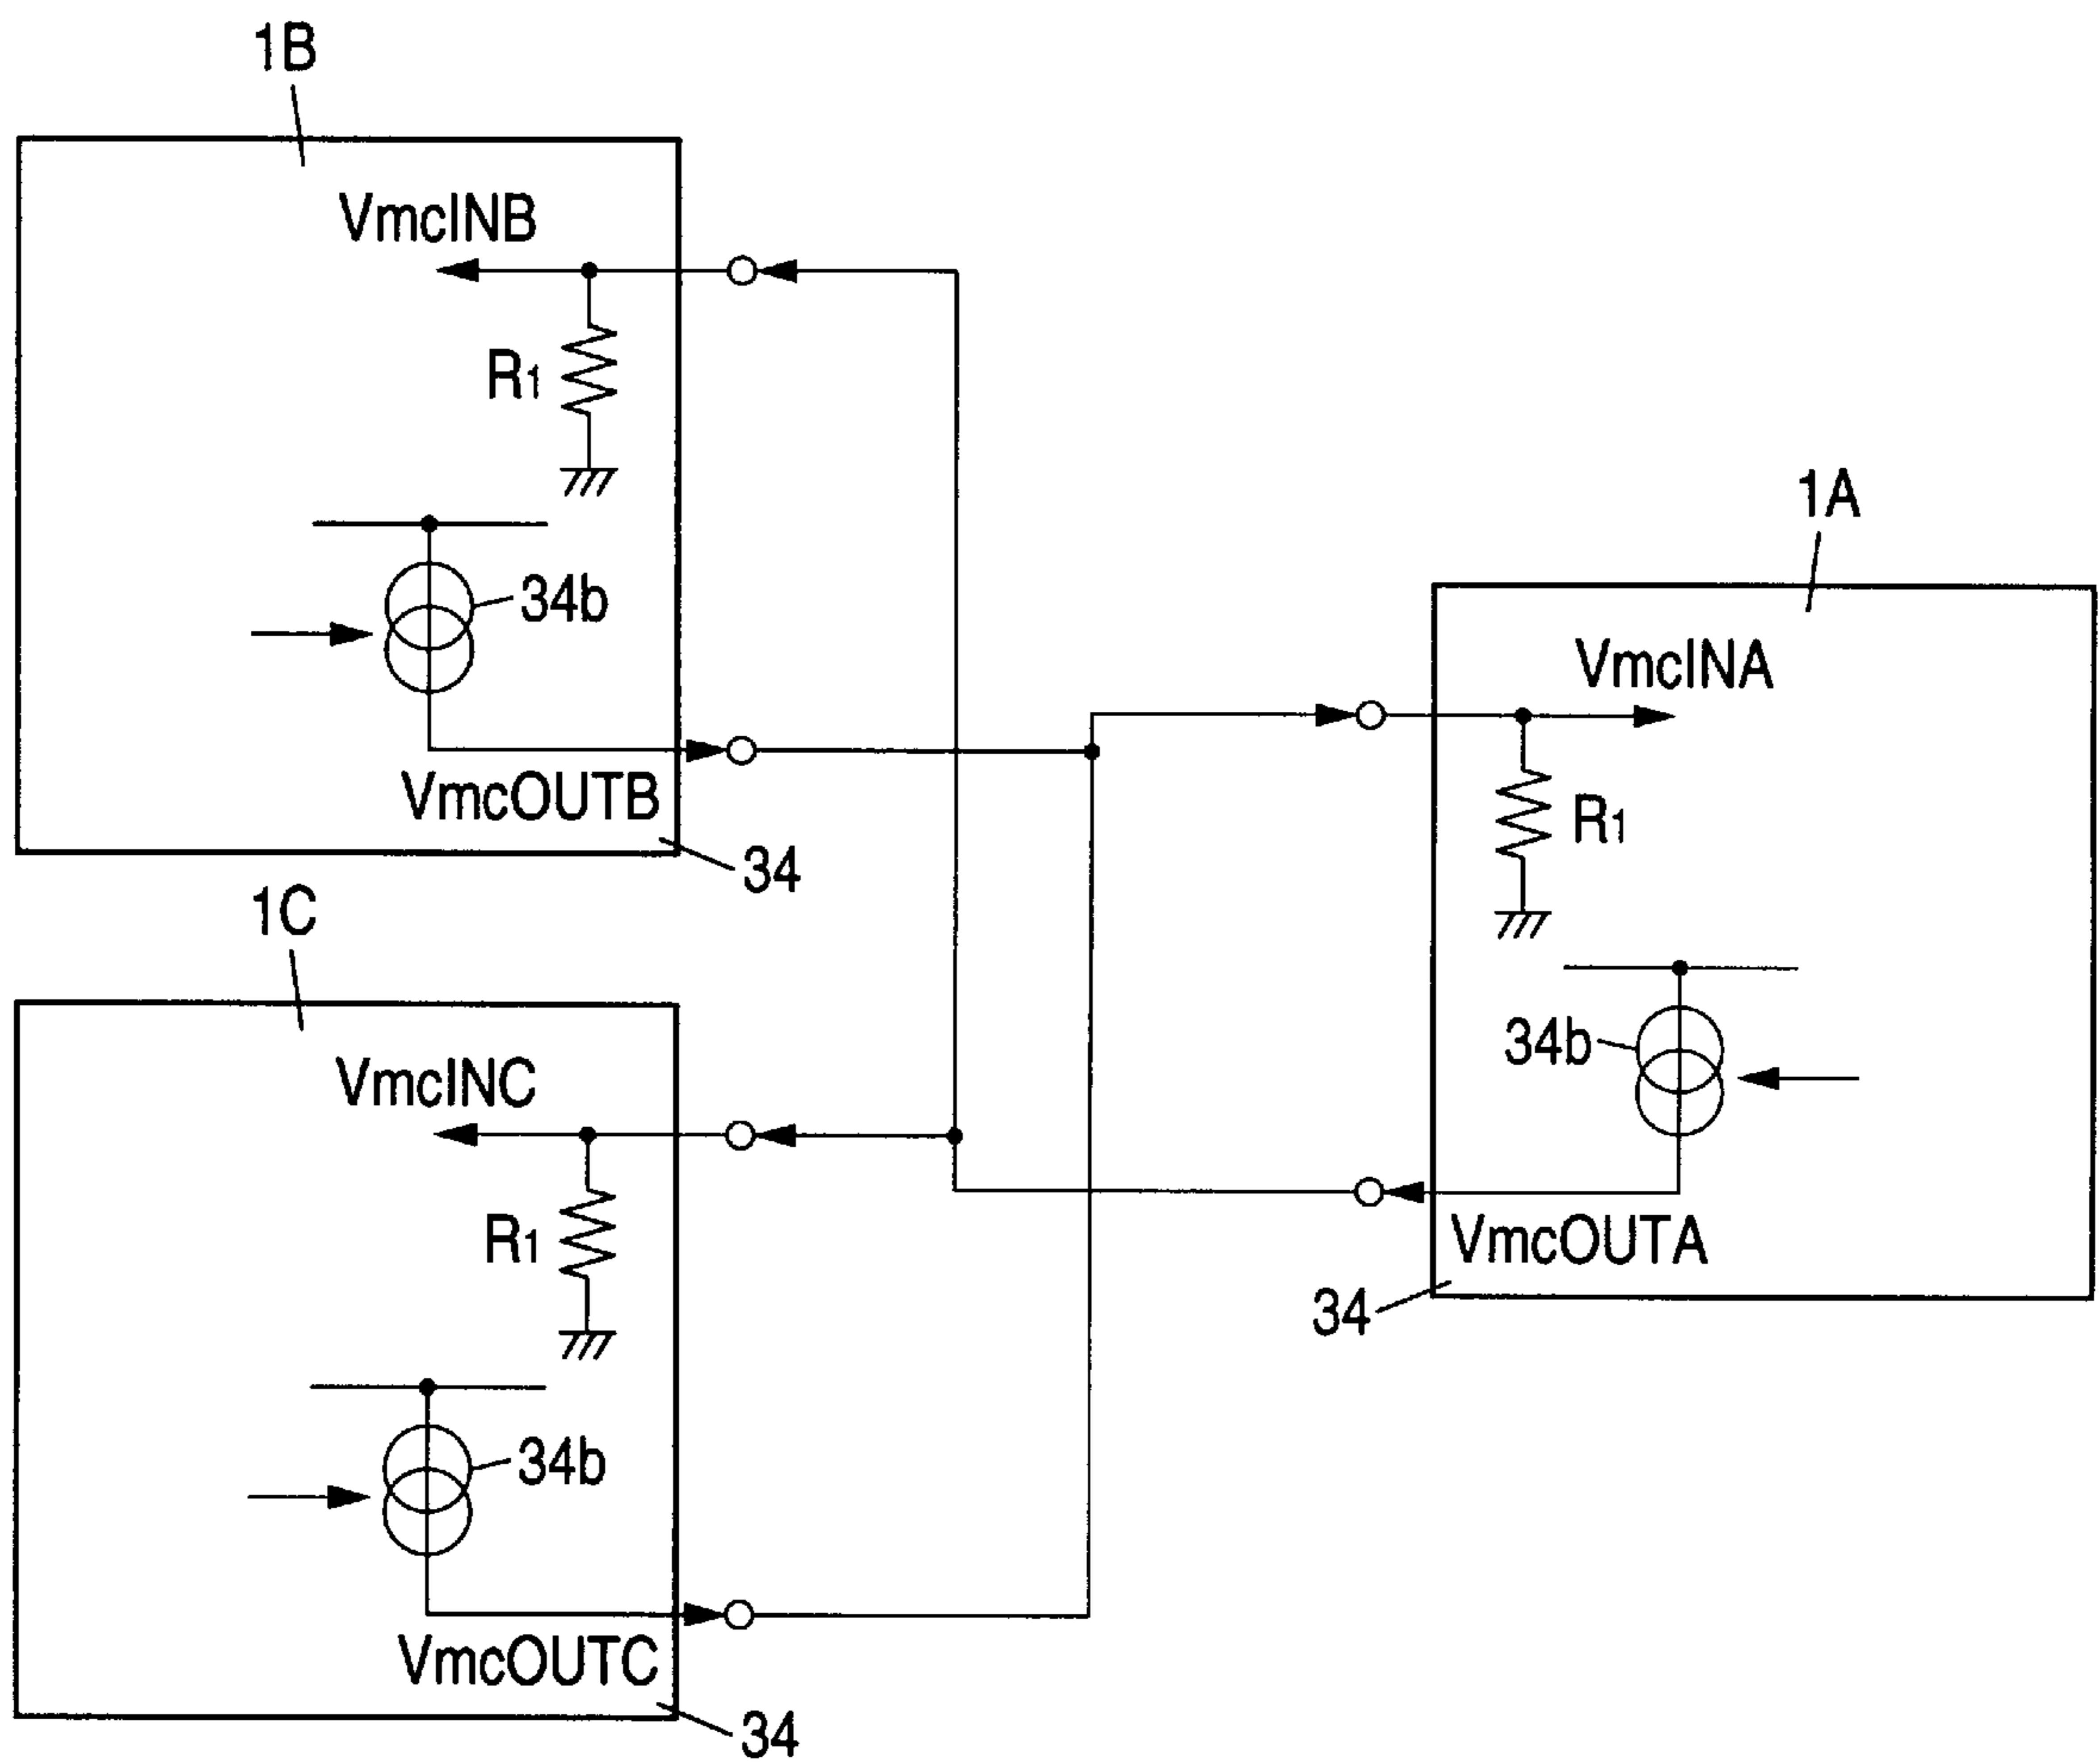 1B
VmcINB
R1
34b
VmcOUTB
34
1C
VmcINC
R1
34b
VmcOUTC
34
1A
VmcINA
R1
34b
VmcOUTA
34